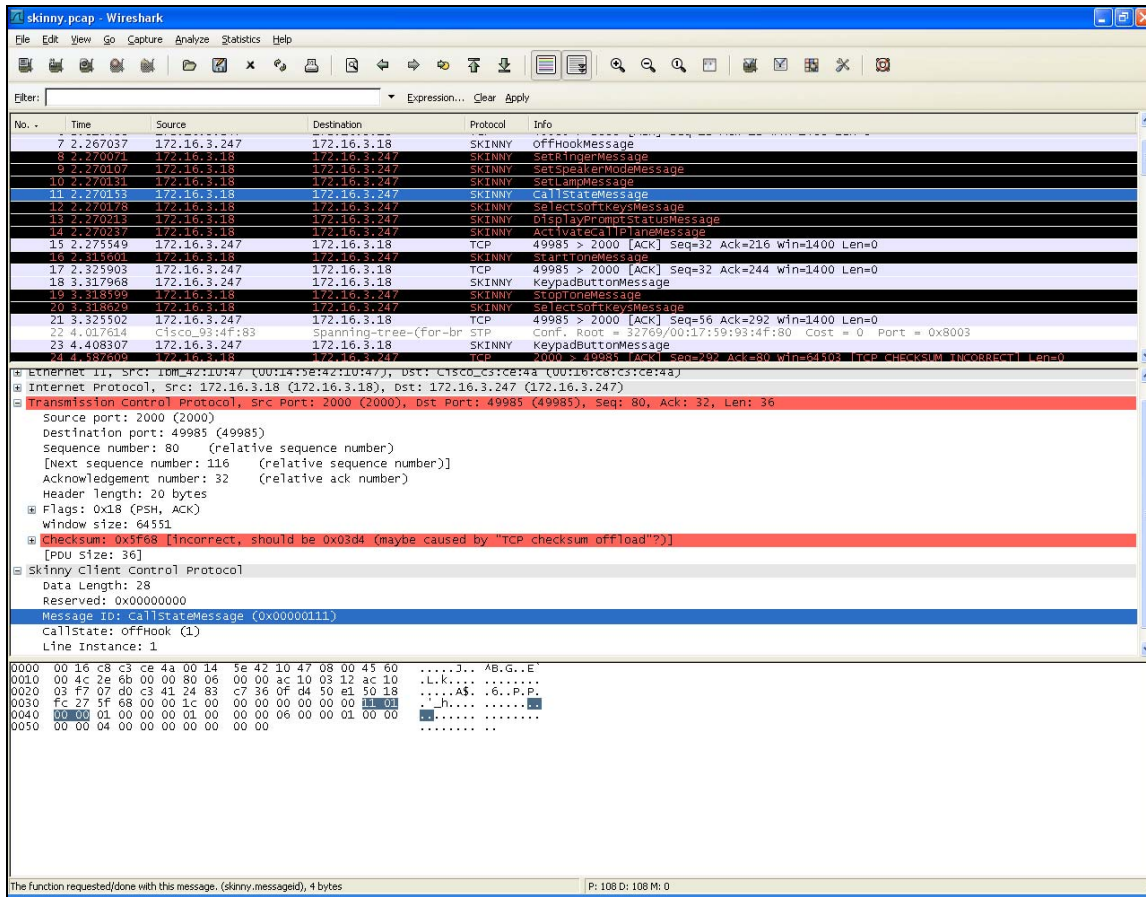 skinny.pcap - Wireshark
File Edit View Go Capture Analyze Statistics Help
Filter: Expression... Clear Apply
No. - Time Source Destination Protocol Info
7 2.267037 172.16.3.247 172.16.3.18 SKINNY OffHookMessage
8 2.270071 172.16.3.18 172.16.3.247 SKINNY SetRingerMessage
9 2.270107 172.16.3.18 172.16.3.247 SKINNY SetSpeakerModeMessage
10 2.270131 172.16.3.18 172.16.3.247 SKINNY SetLampMessage
11 2.270153 172.16.3.18 172.16.3.247 SKINNY CallStateMessage
12 2.270178 172.16.3.18 172.16.3.247 SKINNY SelectSoftKeysMessage
13 2.270213 172.16.3.18 172.16.3.247 SKINNY DisplayPromptStatusMessage
14 2.270237 172.16.3.18 172.16.3.247 SKINNY ActivateCallPlaneMessage
15 2.275549 172.16.3.247 172.16.3.18 TCP 49985 > 2000 [ACK] Seq=32 Ack=216 Win=1400 Len=0
16 2.315601 172.16.3.18 172.16.3.247 SKINNY StartToneMessage
17 2.325903 172.16.3.247 172.16.3.18 TCP 49985 > 2000 [ACK] Seq=32 Ack=244 Win=1400 Len=0
18 3.317968 172.16.3.247 172.16.3.18 SKINNY KeypadButtonMessage
19 3.318599 172.16.3.18 172.16.3.247 SKINNY StopToneMessage
20 3.318629 172.16.3.18 172.16.3.247 SKINNY SelectSoftKeysMessage
21 3.325502 172.16.3.247 172.16.3.18 TCP 49985 > 2000 [ACK] Seq=56 Ack=292 Win=1400 Len=0
22 4.017614 Cisco_93:4f:83 Spanning-tree-(for-br STP Conf. Root = 32769/00:17:59:93:4f:80 Cost = 0 Port = 0x8003
23 4.408307 172.16.3.247 172.16.3.18 SKINNY KeypadButtonMessage
24 4.587609 172.16.3.18 172.16.3.247 TCP 2000 > 49985 [ACK] Seq=292 Ack=80 Win=64503 [TCP CHECKSUM INCORRECT] Len=0
Ethernet II, Src: Ibm_42:10:47 (00:14:5e:42:10:47), Dst: Cisco_c3:ce:4a (00:16:c8:c3:ce:4a)
Internet Protocol, Src: 172.16.3.18 (172.16.3.18), Dst: 172.16.3.247 (172.16.3.247)
Transmission Control Protocol, Src Port: 2000 (2000), Dst Port: 49985 (49985), Seq: 80, Ack: 32, Len: 36
Source port: 2000 (2000)
Destination port: 49985 (49985)
Sequence number: 80 (relative sequence number)
[Next sequence number: 116 (relative sequence number)]
Acknowledgement number: 32 (relative ack number)
Header length: 20 bytes
Flags: 0x18 (PSH, ACK)
Window size: 64551
Checksum: 0x5f68 [incorrect, should be 0x03d4 (maybe caused by "TCP checksum offload"?)]
[PDU Size: 36]
Skinny Client Control Protocol
Data Length: 28
Reserved: 0x00000000
Message ID: CallStateMessage (0x00000111)
CallState: OffHook (1)
Line Instance: 1
0000 00 16 c8 c3 ce 4a 00 14 5e 42 10 47 08 00 45 60 .....J.. ^B.G..E`
0010 00 4c 2e 6b 00 00 80 06 00 00 ac 10 03 12 ac 10 .L.k.... ........
0020 03 f7 07 d0 c3 41 24 83 c7 36 0f d4 50 e1 50 18 .....A$. .6..P.P.
0030 fc 27 5f 68 00 00 1c 00 00 00 00 00 00 00 11 01 .'_h.... ........
0040 00 00 01 00 00 00 01 00 00 00 06 00 00 01 00 00 ........ ........
0050 00 00 04 00 00 00 00 00 00 00 ........ ..
The function requested/done with this message. (skinny.messageid), 4 bytes P: 108 D: 108 M: 0